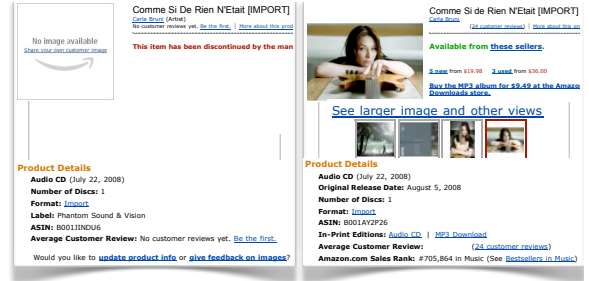 Comme Si De Rien N'Etait [IMPORT]
Carla Bruni (Artist)
No customer reviews yet. Be the first. | More about this prod
This item has been discontinued by the man
No image available
Share your own customer image
Product Details
Audio CD (July 22, 2008)
Number of Discs: 1
Format: Import
Label: Phantom Sound & Vision
ASIN: B001JINDU6
Average Customer Review: No customer reviews yet. Be the first.
Would you like to update product info or give feedback on images?
Comme Si De Rien N'Etait [IMPORT]
Carla Bruni
(24 customer reviews) | More about this pro
Available from these sellers.
5 new from $19.98 3 used from $36.00
Buy the MP3 album for $9.49 at the Amazo
Downloads store.
See larger image and other views
Product Details
Audio CD (July 22, 2008)
Original Release Date: August 5, 2008
Number of Discs: 1
Format: Import
ASIN: B001AY2P26
In-Print Editions: Audio CD | MP3 Download
Average Customer Review: (24 customer reviews)
Amazon.com Sales Rank: #705,864 in Music (See Bestsellers in Music)